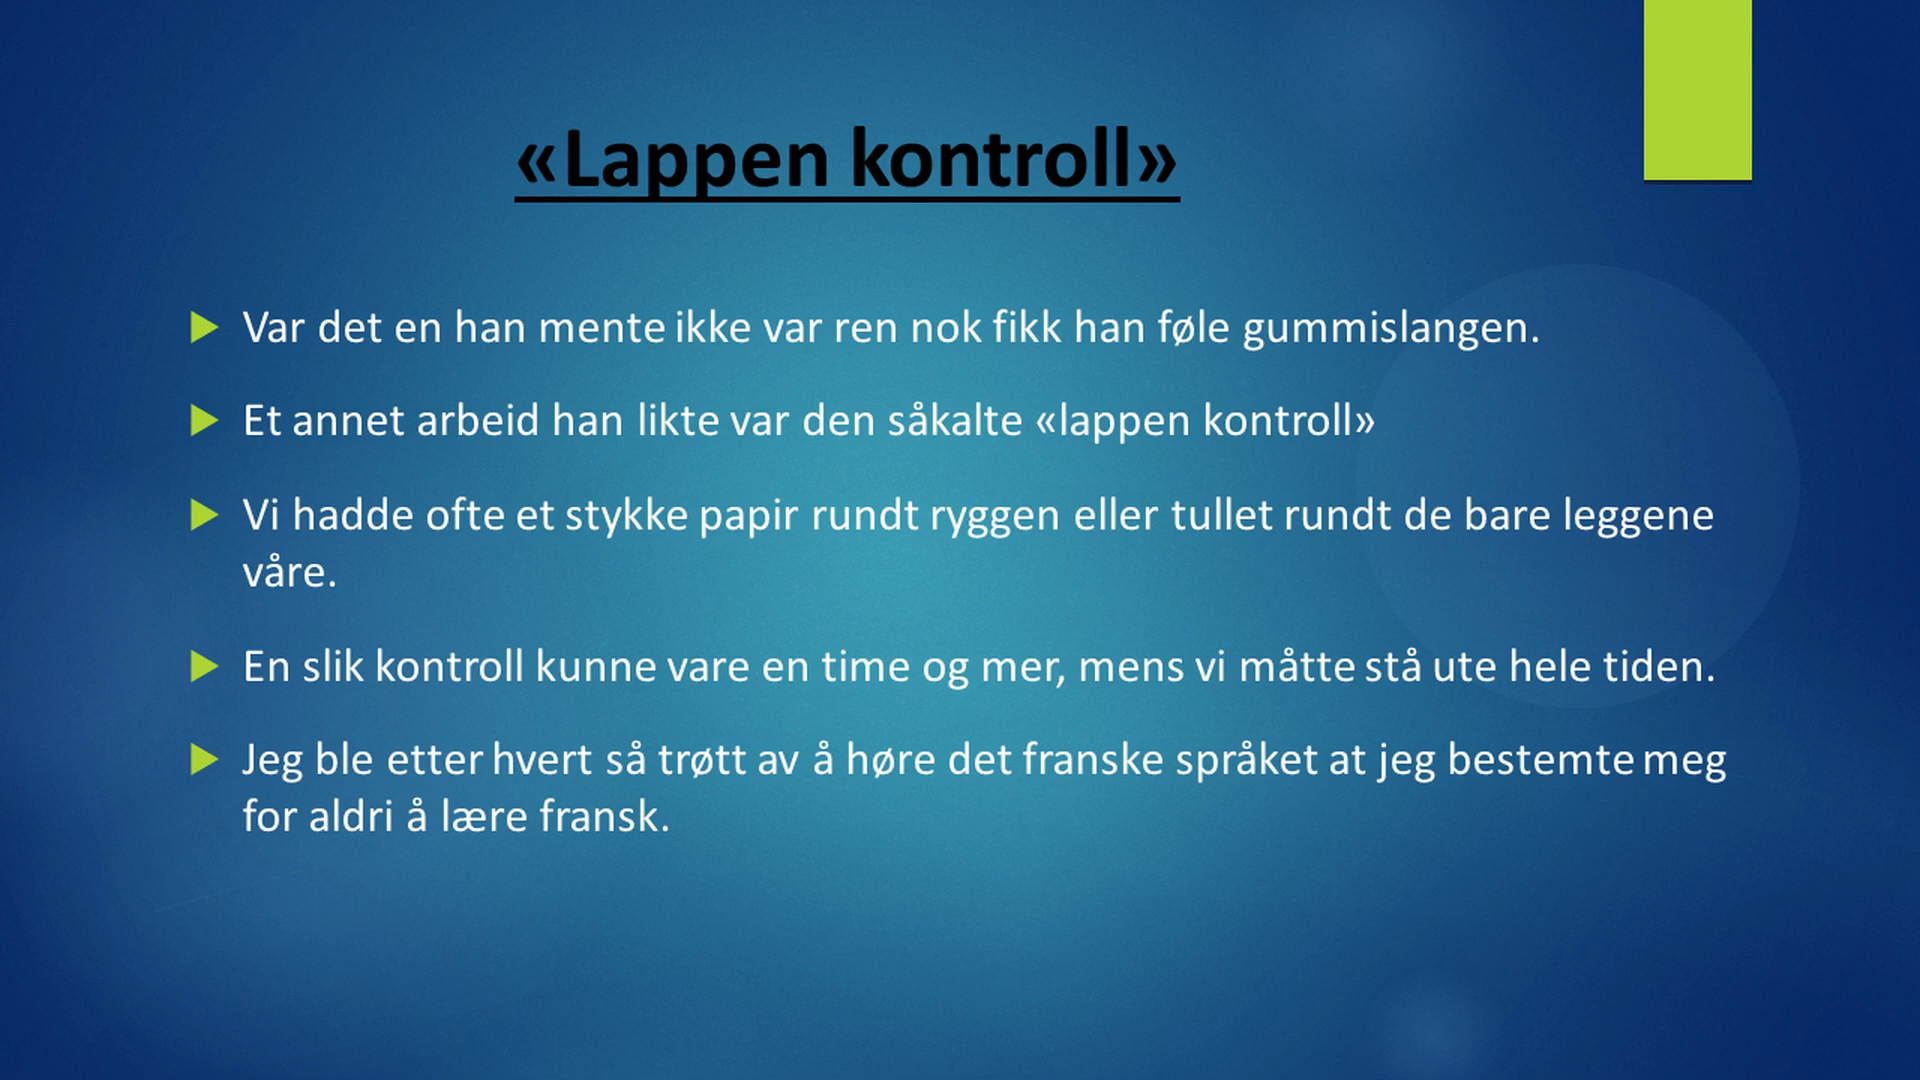 «Lappen kontroll»
Var det en han mente ikke var ren nok fikk han føle gummislangen.
Et annet arbeid han likte var den såkalte «lappen kontroll»
Vi hadde ofte et stykke papir rundt ryggen eller tullet rundt de bare leggene
våre.
En slik kontroll kunne vare en time og mer, mens vi måtte stå ute hele tiden.
Jeg ble etter hvert så trøtt av å høre det franske språket at jeg bestemte meg
for aldri å lære fransk.